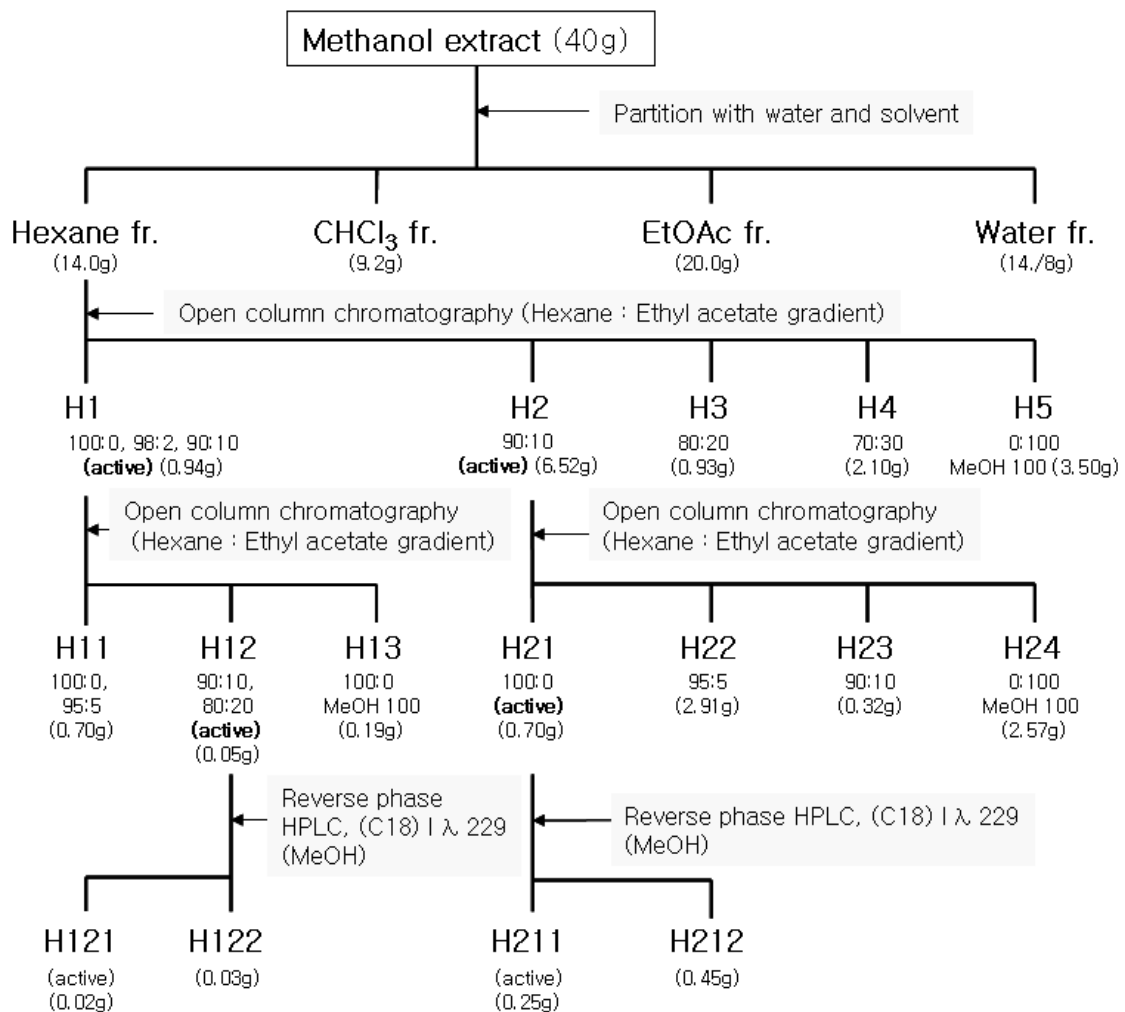 Methanol extract (40g)
Partition with water and solvent
Hexane fr.
(14.0g)
CHCl₃ fr.
(9.2g)
EtOAc fr.
(20.0g)
Water fr.
(14./8g)
Open column chromatography (Hexane : Ethyl acetate gradient)
H1
100:0, 98:2, 90:10
(active) (0.94g)
H2
90:10
(active) (6.52g)
H3
80:20
(0.93g)
H4
70:30
(2.10g)
H5
0:100
MeOH 100 (3.50g)
Open column chromatography
(Hexane : Ethyl acetate gradient)
Open column chromatography
(Hexane : Ethyl acetate gradient)
H11
100:0,
95:5
(0.70g)
H12
90:10,
80:20
(active)
(0.05g)
H13
100:0
MeOH 100
(0.19g)
H21
100:0
(active)
(0.70g)
H22
95:5
(2.91g)
H23
90:10
(0.32g)
H24
0:100
MeOH 100
(2.57g)
Reverse phase
HPLC, (C18) l λ 229
(MeOH)
Reverse phase HPLC, (C18) l λ 229
(MeOH)
H121
(active)
(0.02g)
H122
(0.03g)
H211
(active)
(0.25g)
H212
(0.45g)